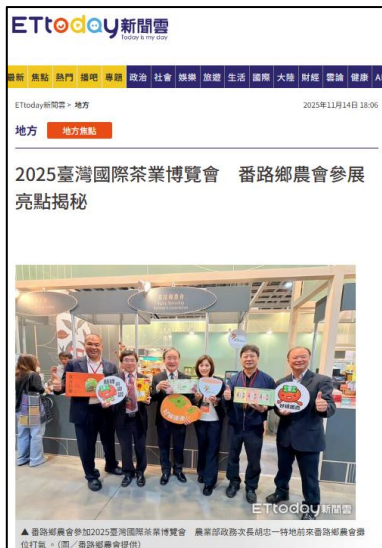 ETtoday新聞雲
Today is my day
最新 焦點 熱門 播吧 專題 政治 社會 娛樂 旅遊 生活 國際 大陸 財經 雲論 健康 AI
ETtoday新聞雲 > 地方
2025年11月14日 18:06
地方 地方焦點
2025臺灣國際茶業博覽會 番路鄉農會參展
亮點揭秘
ETtoday新聞雲
▲ 番路鄉農會參加2025臺灣國際茶業博覽會 農業部政務次長胡忠一特地前來番路鄉農會攤
位打氣。(圖／番路鄉農會提供)